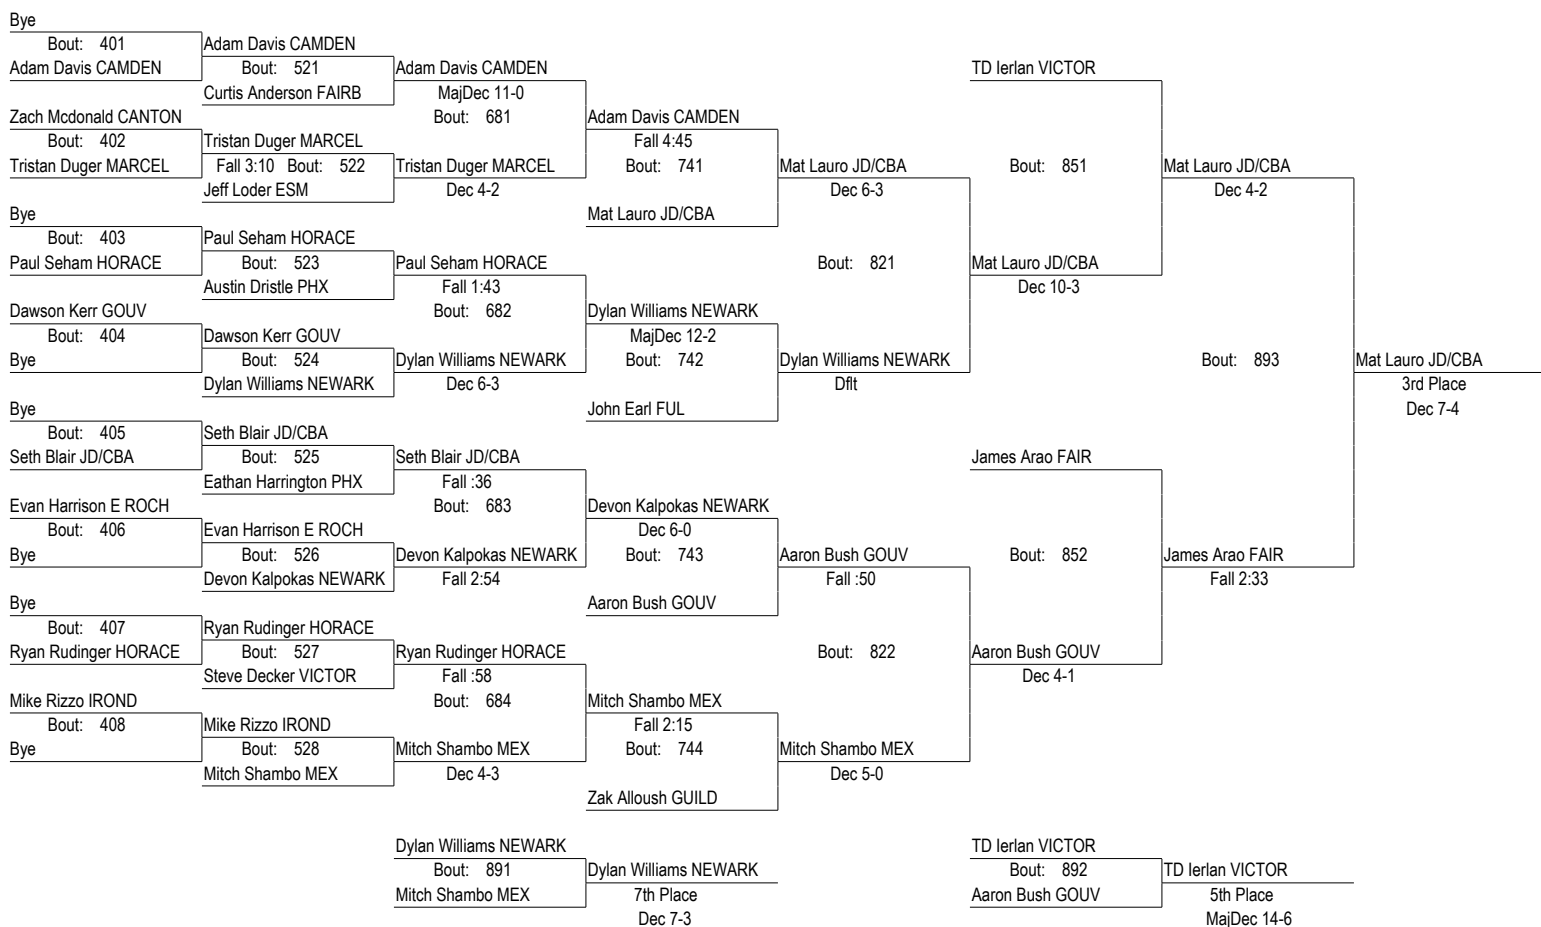 Bye
Bout: 401
Adam Davis CAMDEN
Adam Davis CAMDEN
Bout: 521
Adam Davis CAMDEN
TD Ierlan VICTOR
Curtis Anderson FAIRB
MajDec 11-0
Zach Mcdonald CANTON
Bout: 681
Adam Davis CAMDEN
Bout: 402
Tristan Duger MARCEL
Fall 4:45
Tristan Duger MARCEL
Fall 3:10 Bout: 522
Tristan Duger MARCEL
Bout: 741
Mat Lauro JD/CBA
Bout: 851
Mat Lauro JD/CBA
Jeff Loder ESM
Dec 4-2
Dec 6-3
Dec 4-2
Bye
Mat Lauro JD/CBA
Bout: 403
Paul Seham HORACE
Paul Seham HORACE
Bout: 523
Paul Seham HORACE
Bout: 821
Mat Lauro JD/CBA
Austin Dristle PHX
Fall 1:43
Dec 10-3
Dawson Kerr GOUV
Bout: 682
Dylan Williams NEWARK
Bout: 404
Dawson Kerr GOUV
MajDec 12-2
Bye
Bout: 524
Dylan Williams NEWARK
Bout: 742
Dylan Williams NEWARK
Bout: 893
Mat Lauro JD/CBA
Dylan Williams NEWARK
Dec 6-3
Dflt
3rd Place
Bye
John Earl FUL
Dec 7-4
Bout: 405
Seth Blair JD/CBA
Seth Blair JD/CBA
Bout: 525
Seth Blair JD/CBA
James Arao FAIR
Eathan Harrington PHX
Fall :36
Evan Harrison E ROCH
Bout: 683
Devon Kalpokas NEWARK
Bout: 406
Evan Harrison E ROCH
Dec 6-0
Bye
Bout: 526
Devon Kalpokas NEWARK
Bout: 743
Aaron Bush GOUV
Bout: 852
James Arao FAIR
Devon Kalpokas NEWARK
Fall 2:54
Fall :50
Fall 2:33
Bye
Aaron Bush GOUV
Bout: 407
Ryan Rudinger HORACE
Ryan Rudinger HORACE
Bout: 527
Ryan Rudinger HORACE
Bout: 822
Aaron Bush GOUV
Steve Decker VICTOR
Fall :58
Dec 4-1
Mike Rizzo IROND
Bout: 684
Mitch Shambo MEX
Bout: 408
Mike Rizzo IROND
Fall 2:15
Bye
Bout: 528
Mitch Shambo MEX
Bout: 744
Mitch Shambo MEX
Mitch Shambo MEX
Dec 4-3
Dec 5-0
Zak Alloush GUILD
Dylan Williams NEWARK
TD Ierlan VICTOR
Bout: 891
Dylan Williams NEWARK
Bout: 892
TD Ierlan VICTOR
Mitch Shambo MEX
7th Place
Aaron Bush GOUV
5th Place
Dec 7-3
MajDec 14-6